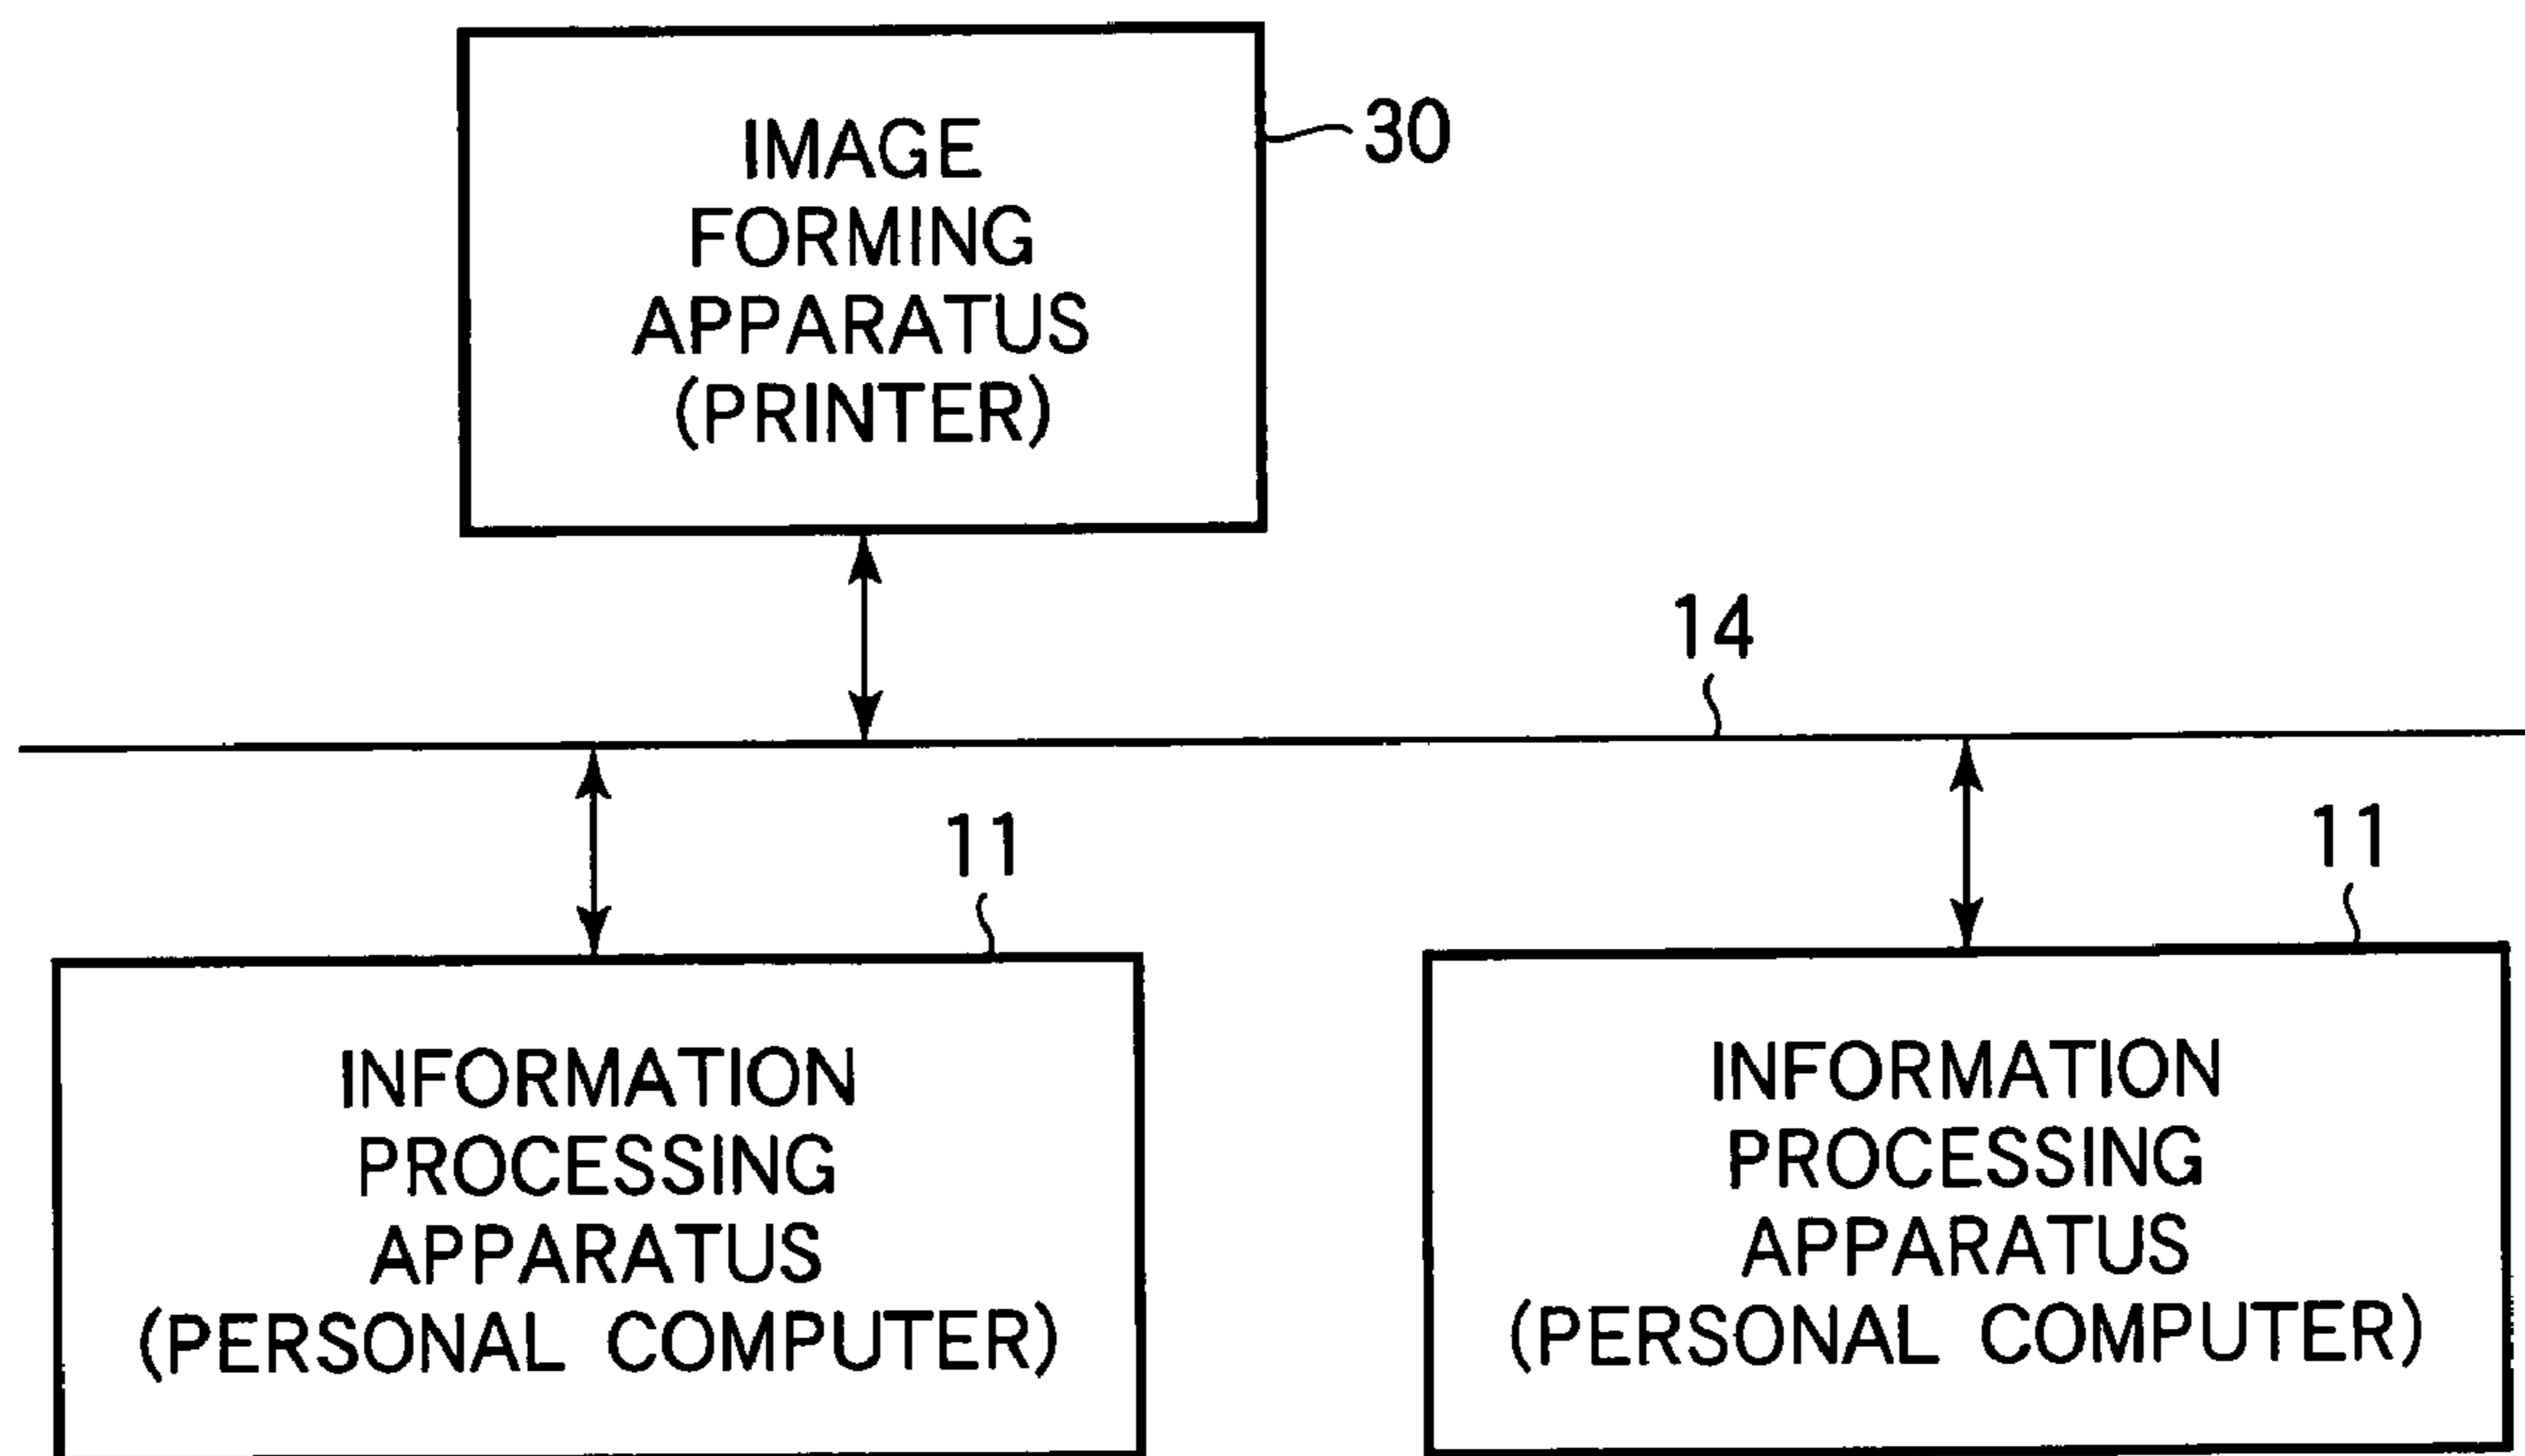 IMAGE
FORMING
APPARATUS
(PRINTER)
30
14
11
11
INFORMATION
PROCESSING
APPARATUS
(PERSONAL COMPUTER)
INFORMATION
PROCESSING
APPARATUS
(PERSONAL COMPUTER)